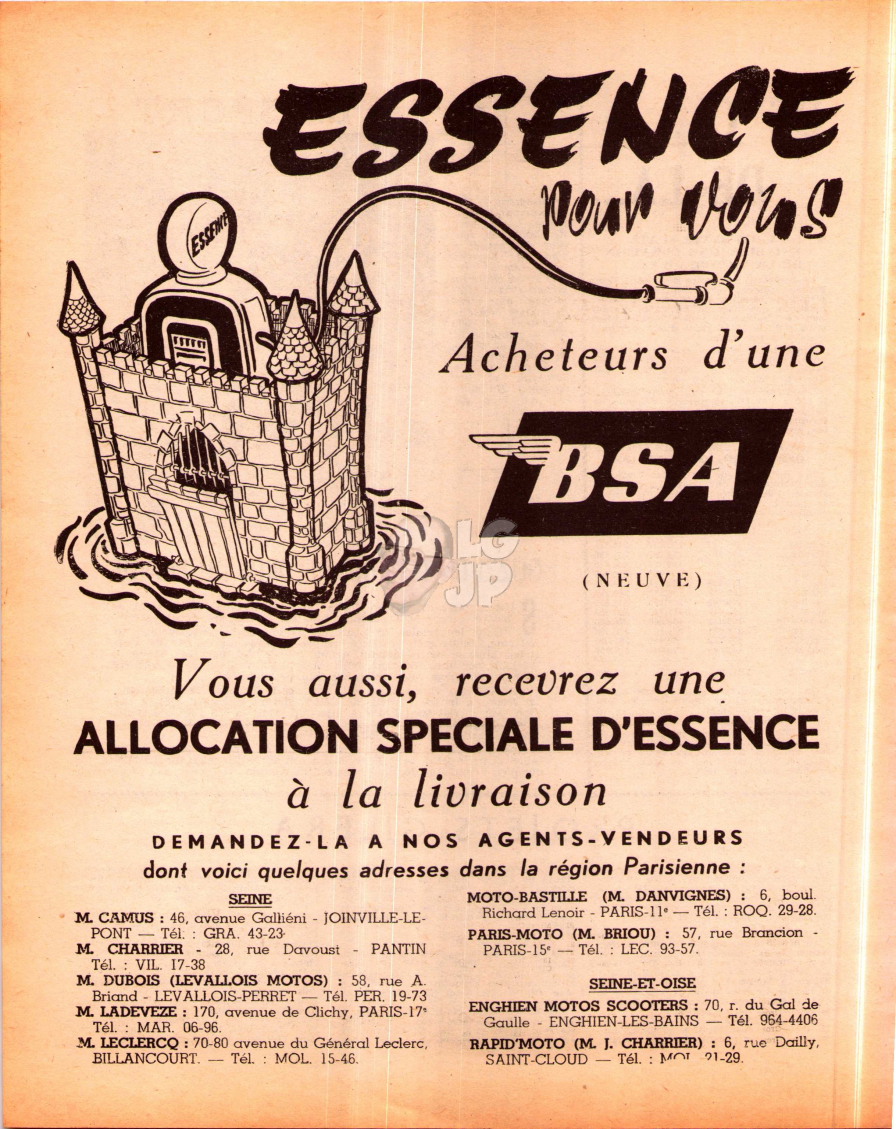 ESSENCE
pour vous
ESSENCE
Acheteurs d'une
BSA
(NEUVE)
LG
JP
Vous aussi, recevrez une
ALLOCATION SPECIALE D'ESSENCE
à la livraison
DEMANDEZ-LA A NOS AGENTS-VENDEURS
dont voici quelques adresses dans la région Parisienne :
SEINE
M. CAMUS : 46, avenue Galliéni - JOINVILLE-LE-
PONT — Tél. : GRA. 43-23
M. CHARRIER - 28, rue Davoust - PANTIN
Tél. : VIL. 17-38
M. DUBOIS (LEVALLOIS MOTOS) : 58, rue A.
Briand - LEVALLOIS-PERRET — Tél. PER. 19-73
M. LADEVEZE : 170, avenue de Clichy, PARIS-17e
Tél. : MAR. 06-96.
M. LECLERCQ : 70-80 avenue du Général Leclerc,
BILLANCOURT. — Tél. : MOL. 15-46.
MOTO-BASTILLE (M. DANVIGNES) : 6, boul.
Richard Lenoir - PARIS-11e — Tél. : ROQ. 29-28.
PARIS-MOTO (M. BRIOU) : 57, rue Brancion -
PARIS-15e — Tél. : LEC. 93-57.
SEINE-ET-OISE
ENGHIEN MOTOS SCOOTERS : 70, r. du Gal de
Gaulle - ENGHIEN-LES-BAINS — Tél. 964-4406
RAPID'MOTO (M. J. CHARRIER) : 6, rue Dailly,
SAINT-CLOUD — Tél. : MOL. 21-29.